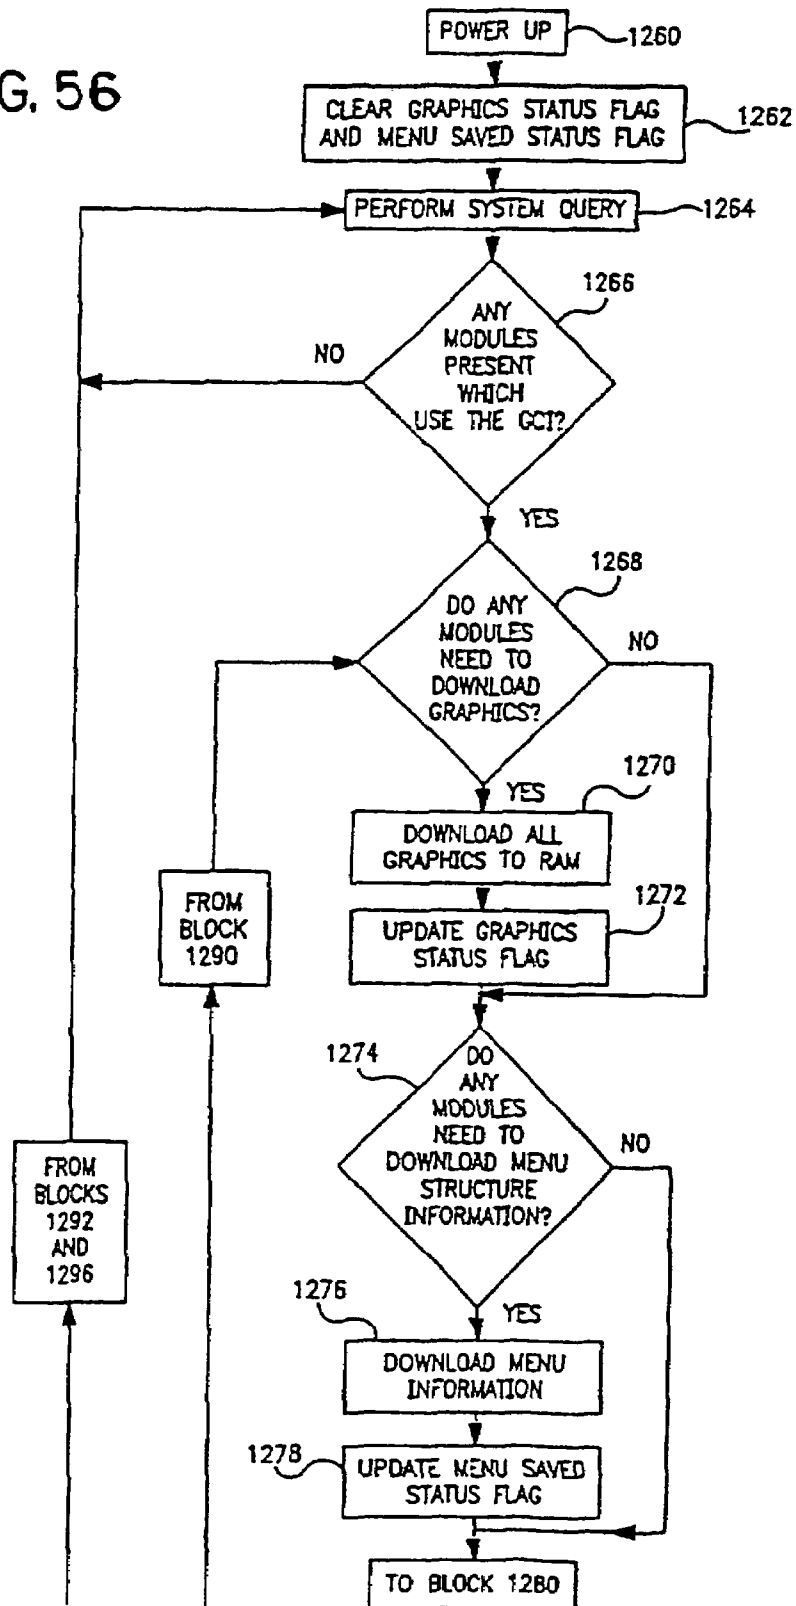 G. 56
POWER UP
1260
CLEAR GRAPHICS STATUS FLAG
AND MENU SAVED STATUS FLAG
1262
PERFORM SYSTEM QUERY
1264
1266
ANY
MODULES
PRESENT
WHICH
USE THE GCI?
NO
YES
1268
DO ANY
MODULES
NEED TO
DOWNLOAD
GRAPHICS?
NO
YES
1270
DOWNLOAD ALL
GRAPHICS TO RAM
1272
UPDATE GRAPHICS
STATUS FLAG
FROM
BLOCK
1290
1274
DO
ANY
MODULES
NEED TO
DOWNLOAD MENU
STRUCTURE
INFORMATION?
NO
YES
FROM
BLOCKS
1292
AND
1296
1276
DOWNLOAD MENU
INFORMATION
1278
UPDATE MENU SAVED
STATUS FLAG
TO BLOCK 1280